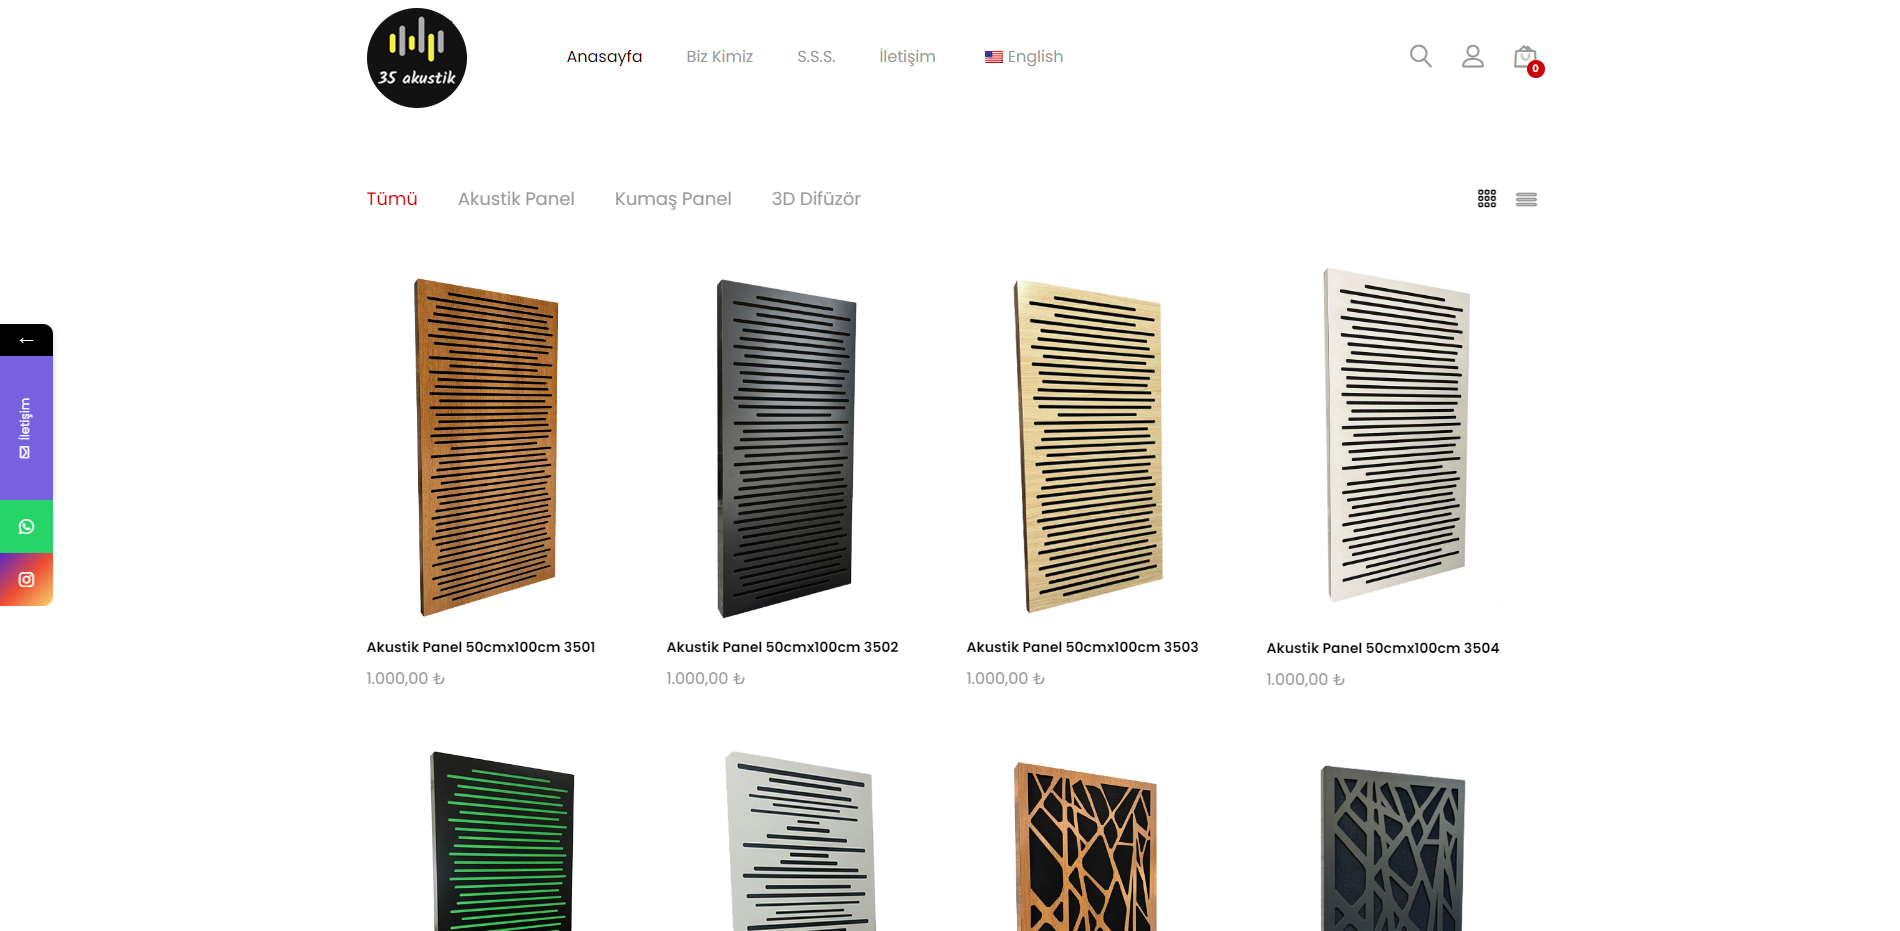 35 akustik
Anasayfa Biz Kimiz S.S.S. İletişim English
0
Tümü Akustik Panel Kumaş Panel 3D Difüzör
←
İletişim
Akustik Panel 50cmx100cm 3501
1.000,00 ₺
Akustik Panel 50cmx100cm 3502
1.000,00 ₺
Akustik Panel 50cmx100cm 3503
1.000,00 ₺
Akustik Panel 50cmx100cm 3504
1.000,00 ₺